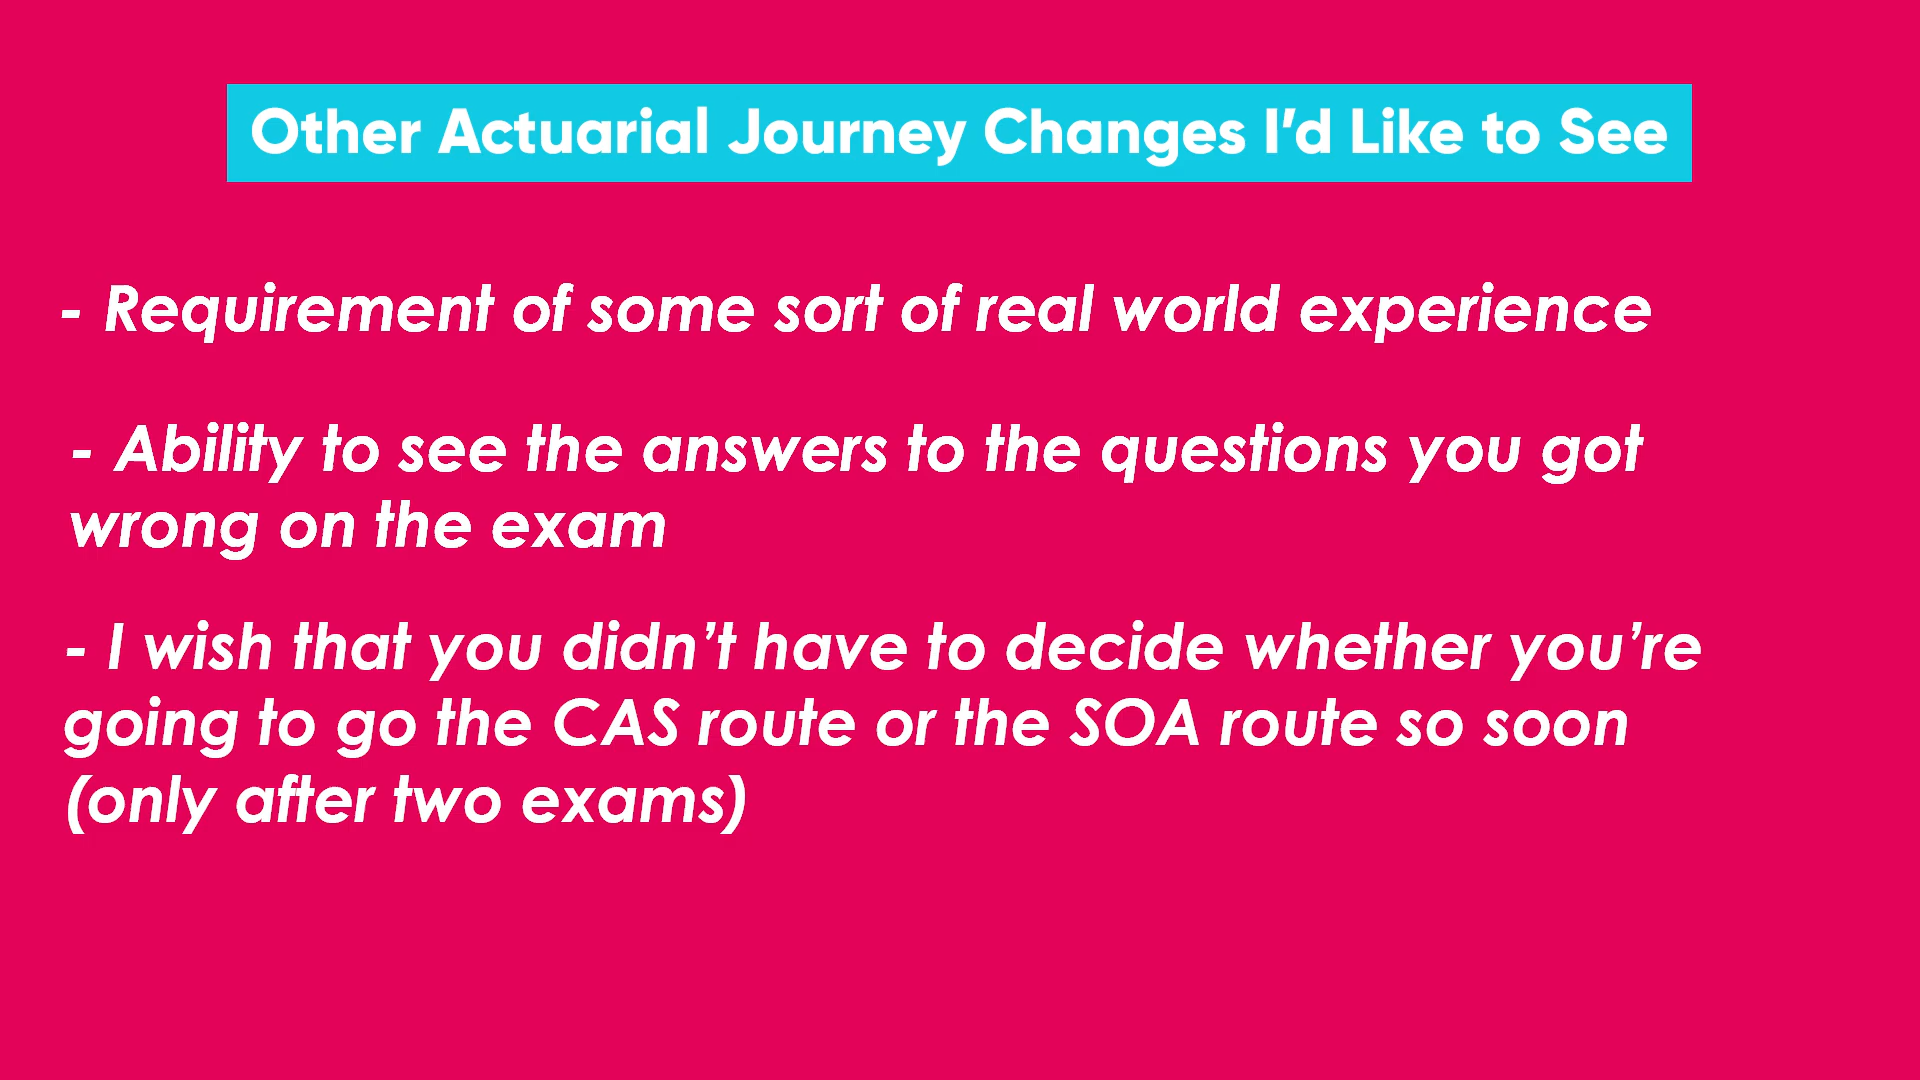 Other Actuarial Journey Changes I’d Like to See
- Requirement of some sort of real world experience
- Ability to see the answers to the questions you got
wrong on the exam
- I wish that you didn’t have to decide whether you’re
going to go the CAS route or the SOA route so soon
(only after two exams)